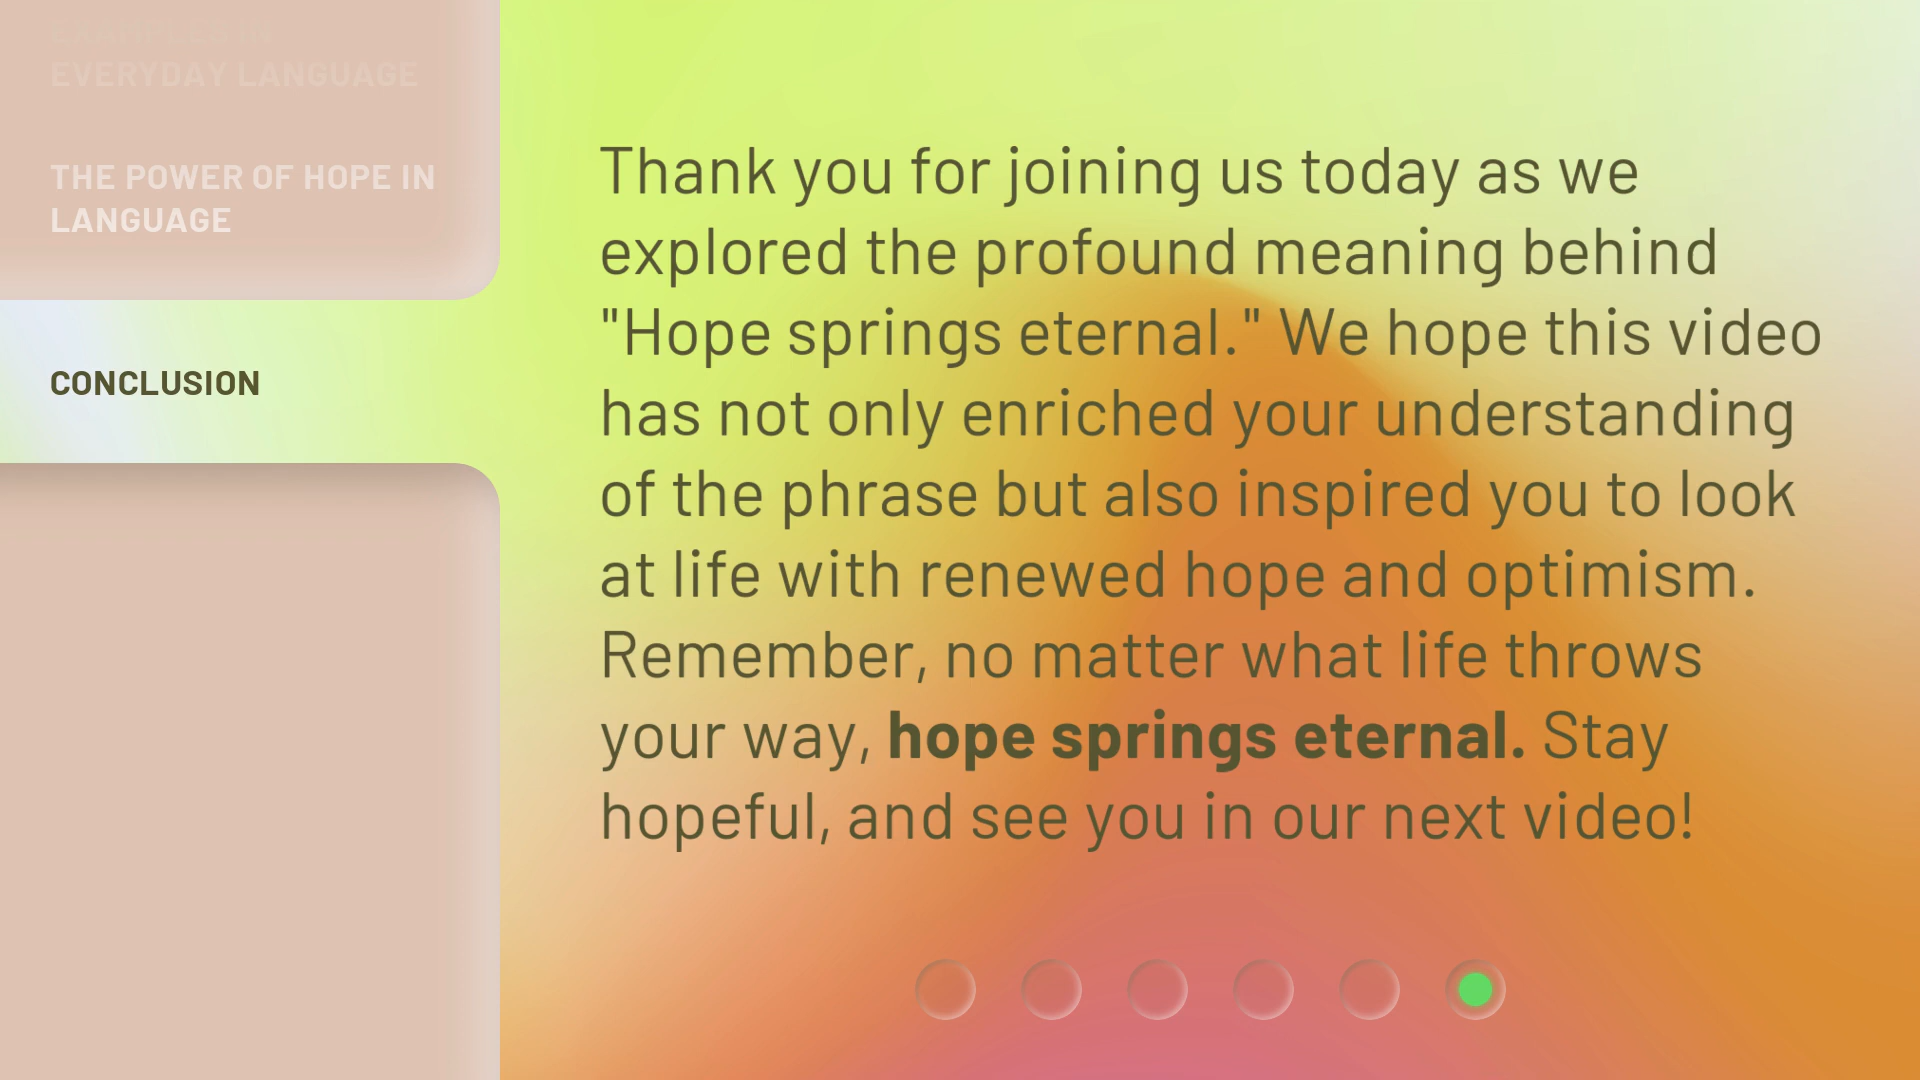 EXAMPLES IN
EVERYDAY LANGUAGE
THE POWER OF HOPE IN
LANGUAGE
CONCLUSION
Thank you for joining us today as we
explored the profound meaning behind
"Hope springs eternal." We hope this video
has not only enriched your understanding
of the phrase but also inspired you to look
at life with renewed hope and optimism.
Remember, no matter what life throws
your way, hope springs eternal. Stay
hopeful, and see you in our next video!